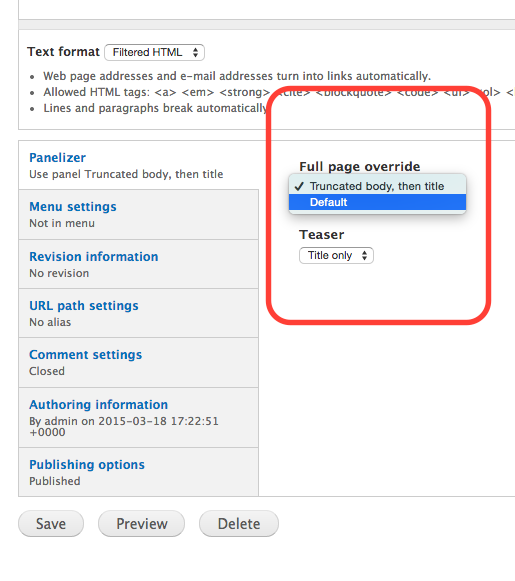 Text format Filtered HTML
Web page addresses and e-mail addresses turn into links automatically.
Allowed HTML tags: <a> <em> <strong> <cite> <blockquote> <code> <ul> <ol> <
Lines and paragraphs break automatically.
Panelizer
Use panel Truncated body, then title
Menu settings
Not in menu
Revision information
No revision
URL path settings
No alias
Comment settings
Closed
Authoring information
By admin on 2015-03-18 17:22:51
+0000
Publishing options
Published
Full page override
✓ Truncated body, then title
Default
Teaser
Title only
Save Preview Delete